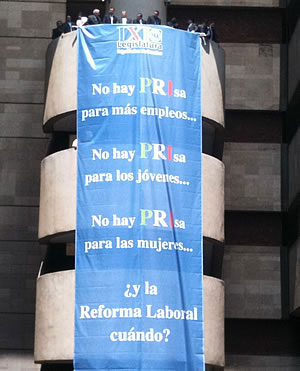 LXI
Legislatura
No hay PRIsa
para más empleos...
No hay PRIsa
para los jóvenes...
No hay PRIsa
para las mujeres...
¿y la
Reforma Laboral
cuándo?